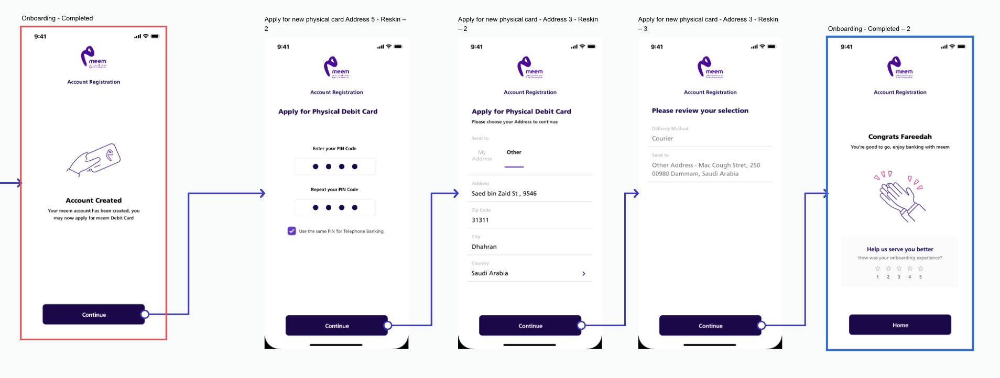 Onboarding - Completed
9:41
meem
Account Registration
Account Created
Your meem account has been created, you
may now apply for meem Debit Card
Continue
Apply for new physical card Address 5 - Reskin –
2
9:41
meem
Account Registration
Apply for Physical Debit Card
Enter your PIN Code
Repeat your PIN Code
Use the same PIN for Telephone Banking
Continue
Apply for new physical card - Address 3 - Reskin
– 2
9:41
meem
Account Registration
Apply for Physical Debit Card
Please choose your Address to continue
Send to
My
Address
Other
Address
Saed bin Zaid St , 9546
Zip Code
31311
City
Dhahran
Country
Saudi Arabia
Continue
Apply for new physical card - Address 3 - Reskin
– 3
9:41
meem
Account Registration
Please review your selection
Delivery Method
Courier
Send to
Other Address - Mac Cough Stret, 250
00980 Dammam, Saudi Arabia
Continue
Onboarding - Completed – 2
9:41
meem
Account Registration
Congrats Fareedah
You're good to go, enjoy banking with meem
Help us serve you better
How was your onboarding experience?
1 2 3 4 5
Home